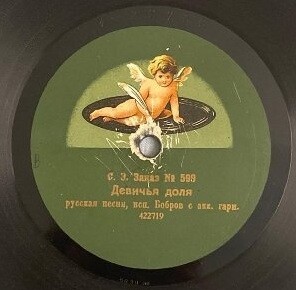 С. Э. Заказ № 599
Девичья доля
русская песня, исп. Бобров с акк. гарм.
422719